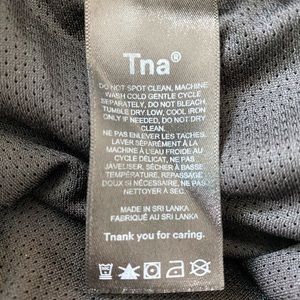 Tna®
DO NOT SPOT CLEAN, MACHINE
WASH COLD GENTLE CYCLE
SEPARATELY, DO NOT BLEACH,
TUMBLE DRY LOW, COOL IRON
ONLY IF NEEDED, DO NOT DRY
CLEAN.
NE PAS ENLEVER LES TACHES,
LAVER SÉPARÉMENT À LA
MACHINE À L'EAU FROIDE AU
CYCLE DÉLICAT, NE PAS
JAVELLISER, SÉCHER À BASSE
TEMPÉRATURE, REPASSAGE
DOUX SI NÉCESSAIRE, NE PAS
NETTOYER À SEC.
MADE IN SRI LANKA
FABRIQUÉ AU SRI LANKA
Tnank you for caring.